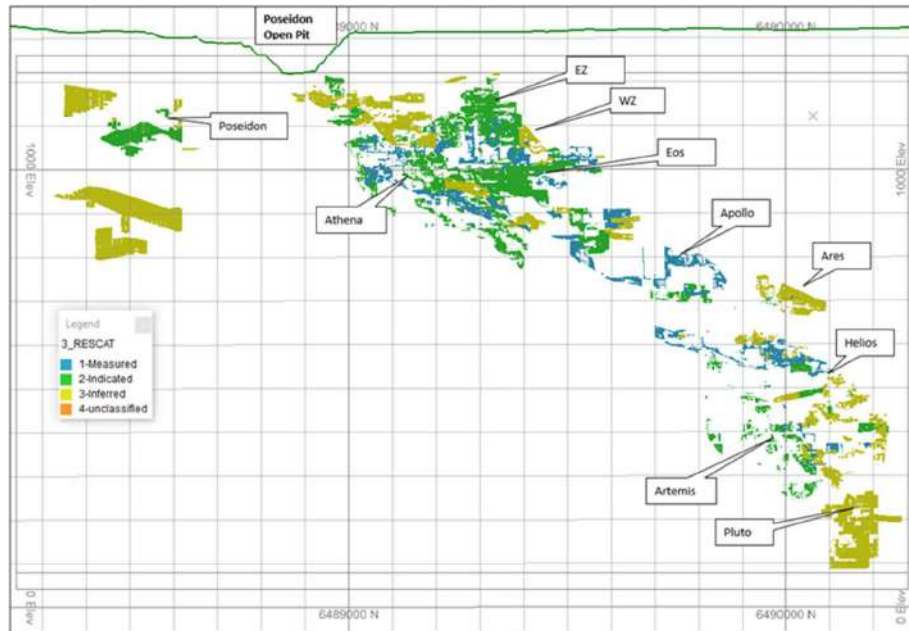 Poseidon
Open Pit
6489000 N
6490000 N
EZ
WZ
Poseidon
Eos
1000 Elev
1000 Elev
Athena
Apollo
Ares
Legend
3_RESCAT
1-Measured
2-Indicated
3-Inferred
4-unclassified
Helios
Artemis
Pluto
0 Elev
0 Elev
6489000 N
6490000 N